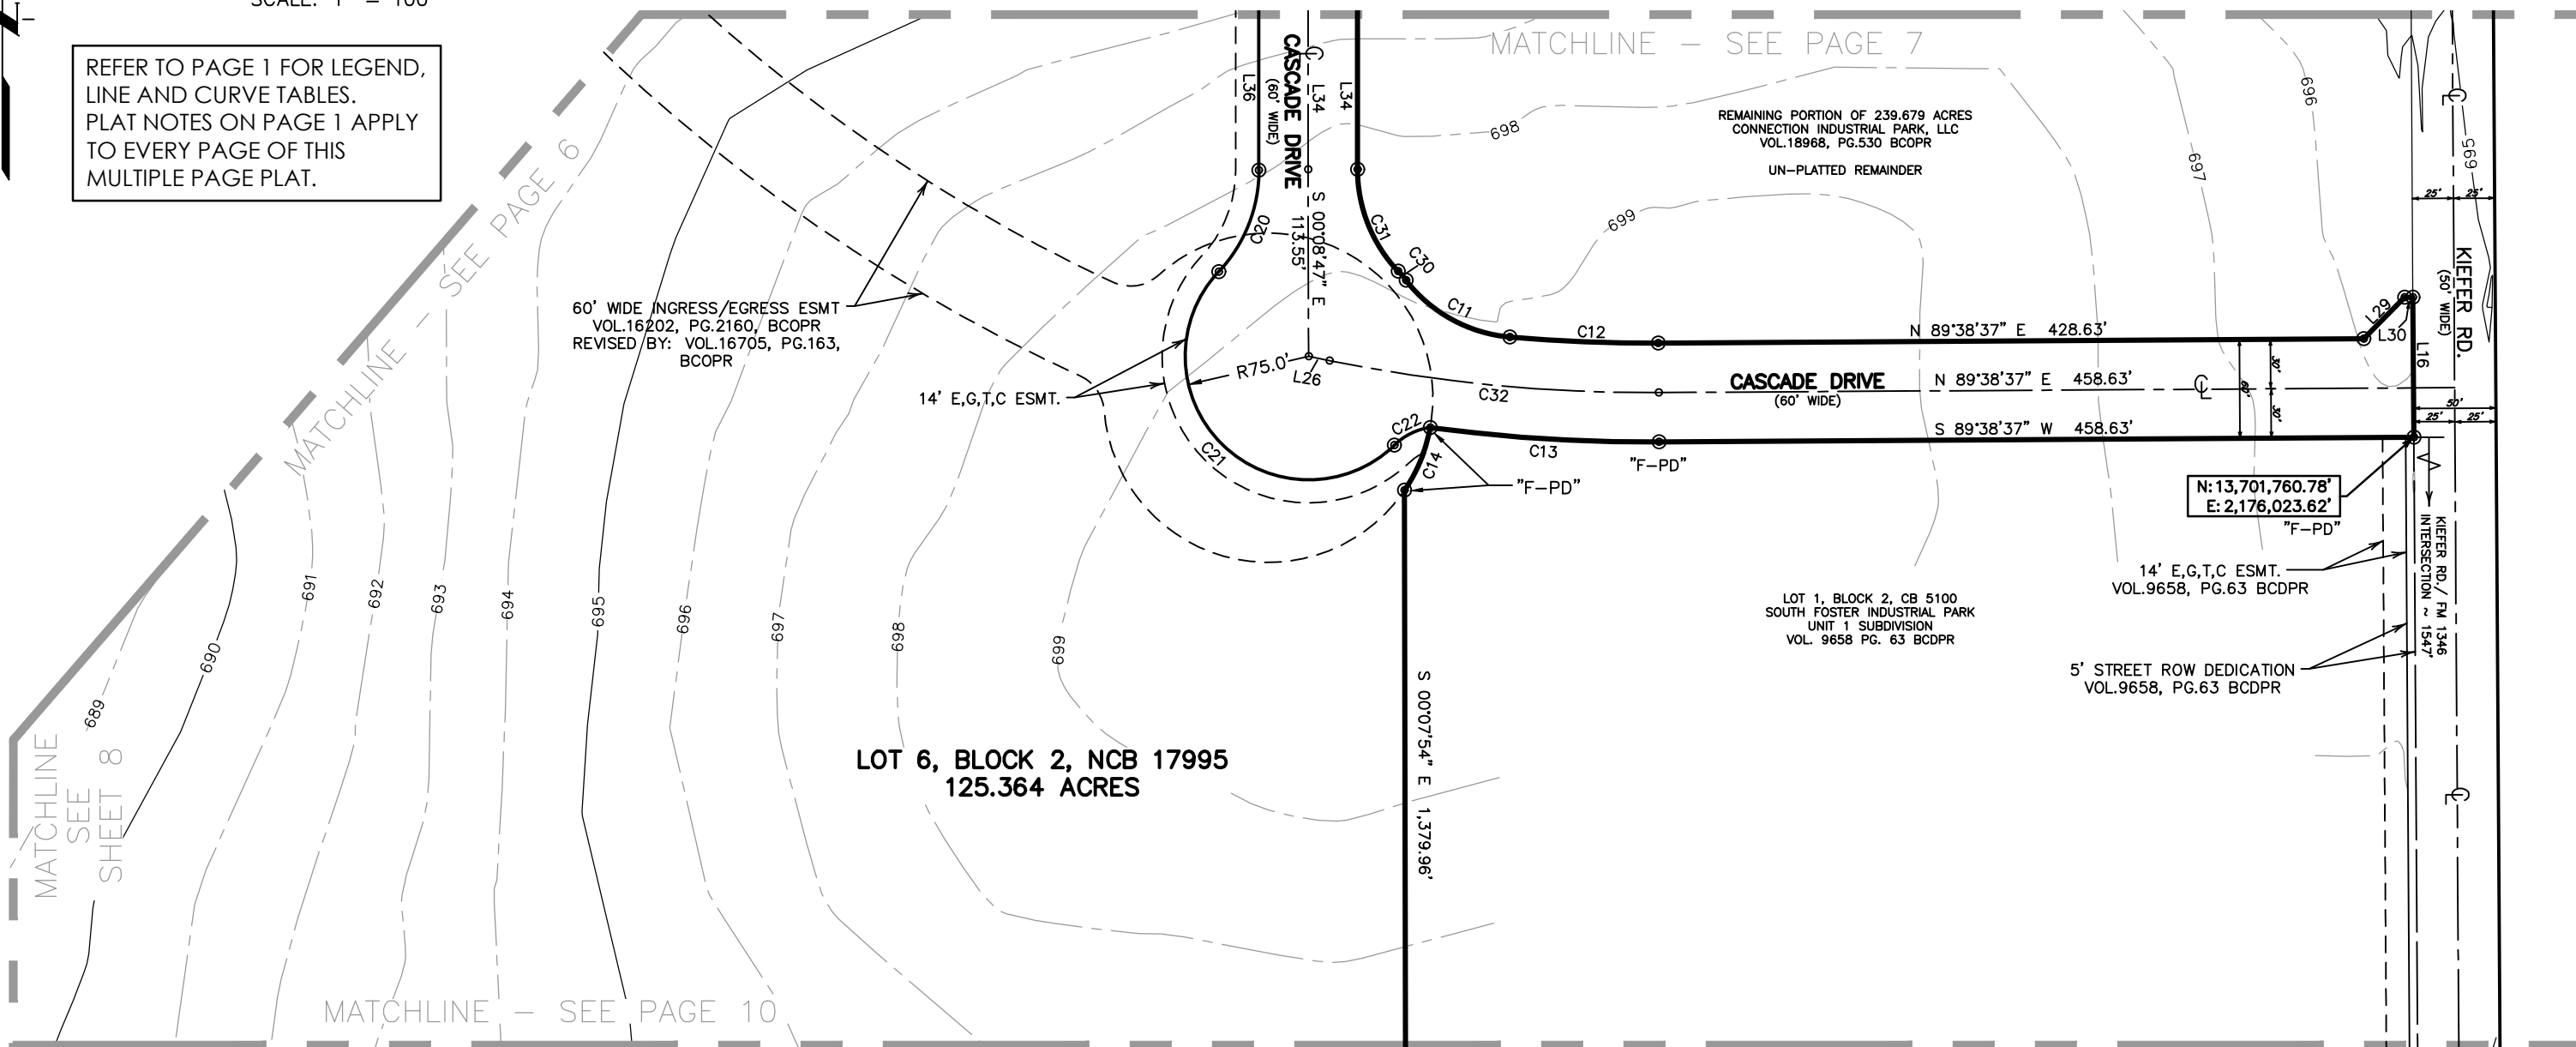 SCALE: 1" = 100'
REFER TO PAGE 1 FOR LEGEND,
LINE AND CURVE TABLES.
PLAT NOTES ON PAGE 1 APPLY
TO EVERY PAGE OF THIS
MULTIPLE PAGE PLAT.
MATCHLINE - SEE PAGE 6
MATCHLINE - SEE PAGE 7
L36
CASCADE DRIVE
(60' WIDE)
L34
L34
S 00°08'47" E
113.55'
C20
C31
C30
C11
C12
698
699
REMAINING PORTION OF 239.679 ACRES
CONNECTION INDUSTRIAL PARK, LLC
VOL.18968, PG.530 BCOPR
UN-PLATTED REMAINDER
697
696
695
25'
25'
KIEFER RD.
(50' WIDE)
60' WIDE INGRESS/EGRESS ESMT
VOL.16202, PG.2160, BCOPR
REVISED BY: VOL.16705, PG.163,
BCOPR
14' E,G,T,C ESMT.
R75.0'
L26
C32
N 89°38'37" E 428.63'
L29
L30
L16
CASCADE DRIVE
(60' WIDE)
N 89°38'37" E 458.63'
30'
60'
30'
50'
25'
25'
S 89°38'37" W 458.63'
C22
C21
C14
C13
"F-PD"
"F-PD"
N: 13,701,760.78'
E: 2,176,023.62'
"F-PD"
KIEFER RD./ FM 1346
INTERSECTION ~ 1547'
14' E,G,T,C ESMT.
VOL.9658, PG.63 BCDPR
LOT 1, BLOCK 2, CB 5100
SOUTH FOSTER INDUSTRIAL PARK
UNIT 1 SUBDIVISION
VOL. 9658 PG. 63 BCDPR
5' STREET ROW DEDICATION
VOL.9658, PG.63 BCDPR
689
690
691
692
693
694
695
696
697
698
699
S 00°07'54" E 1,379.96'
LOT 6, BLOCK 2, NCB 17995
125.364 ACRES
MATCHLINE
SEE
SHEET 8
MATCHLINE - SEE PAGE 10